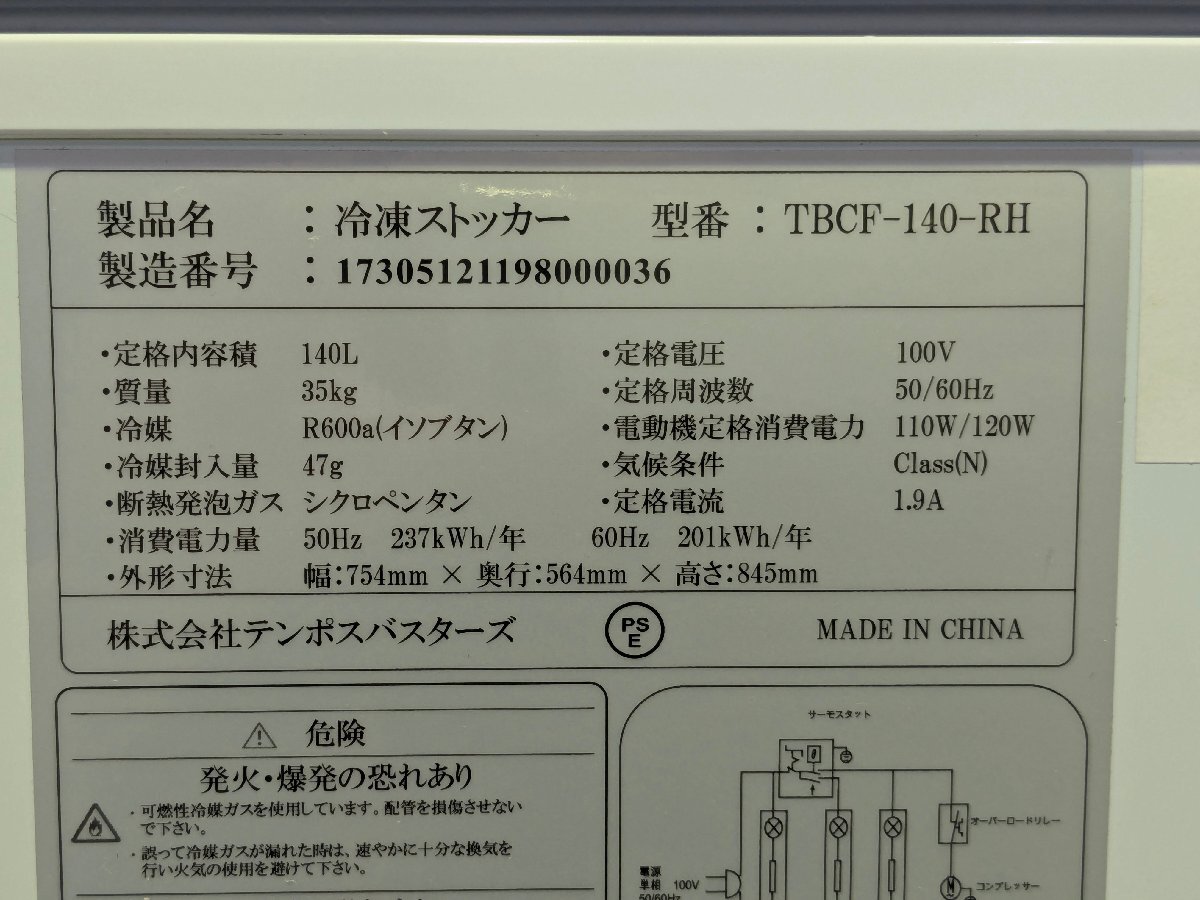 製品名 : 冷凍ストッカー 型番 : TBCF-140-RH
製造番号 : 17305121198000036
・定格内容積 140L ・定格電圧 100V
・質量 35kg ・定格周波数 50/60Hz
・冷媒 R600a(イソブタン) ・電動機定格消費電力 110W/120W
・冷媒封入量 47g ・気候条件 Class(N)
・断熱発泡ガス シクロペンタン ・定格電流 1.9A
・消費電力量 50Hz 237kWh/年 60Hz 201kWh/年
・外形寸法 幅:754mm × 奥行:564mm × 高さ:845mm
株式会社テンポスバスターズ PSE MADE IN CHINA
危険
発火・爆発の恐れあり
・可燃性冷媒ガスを使用しています。配管を損傷させない
で下さい。
・誤って冷媒ガスが漏れた時は、速やかに十分な換気を
行い火気の使用を避けて下さい。
サーモスタット
オーバーロードリレー
電源
単相 100V
50/60Hz
M
コンプレッサー